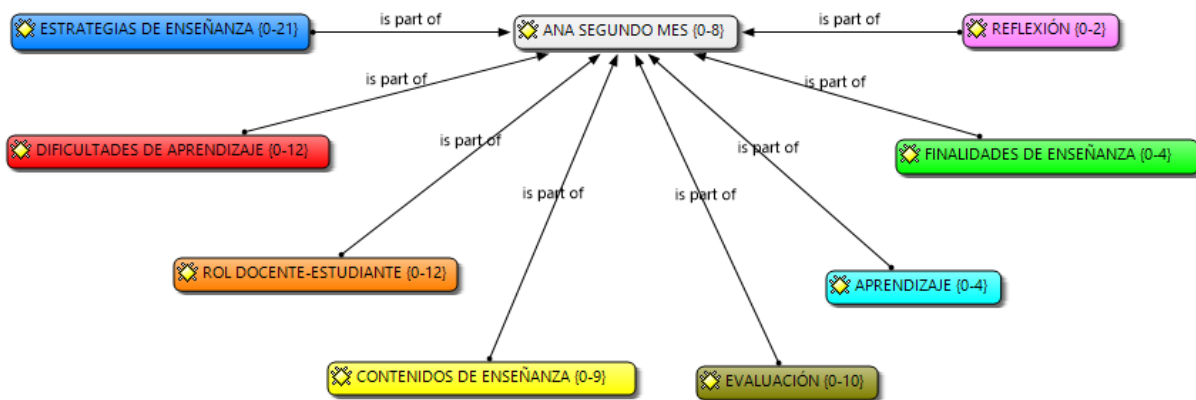 ESTRATEGIAS DE ENSEÑANZA {0-21}
is part of
ANA SEGUNDO MES {0-8}
is part of
REFLEXIÓN {0-2}
is part of
is part of
DIFICULTADES DE APRENDIZAJE {0-12}
is part of
is part of
FINALIDADES DE ENSEÑANZA {0-4}
is part of
is part of
ROL DOCENTE-ESTUDIANTE {0-12}
APRENDIZAJE {0-4}
CONTENIDOS DE ENSEÑANZA {0-9}
EVALUACIÓN {0-10}